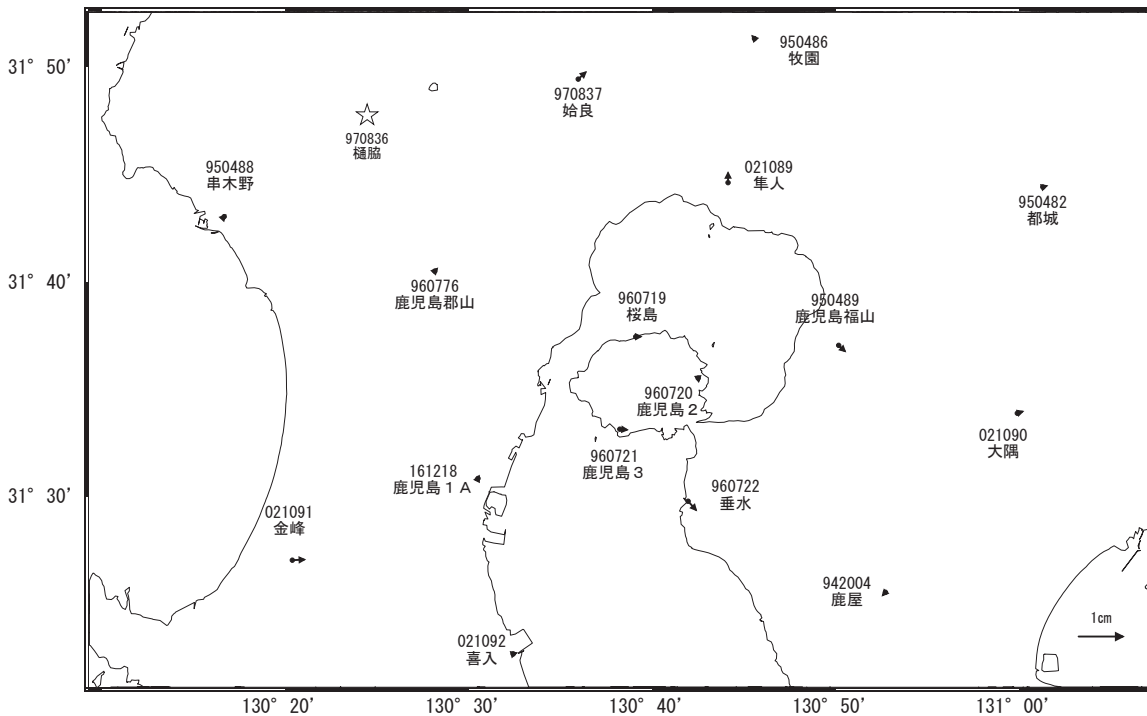 31° 50′
31° 40′
31° 30′
950486
牧園
970837
姶良
970836
樋脇
950488
串木野
021089
隼人
950482
都城
960776
鹿児島郡山
960719
桜島
950489
鹿児島福山
960720
鹿児島２
021090
大隅
960721
鹿児島３
161218
鹿児島１Ａ
960722
垂水
021091
金峰
942004
鹿屋
021092
喜入
1㎝
130° 20′
130° 30′
130° 40′
130° 50′
131° 00′